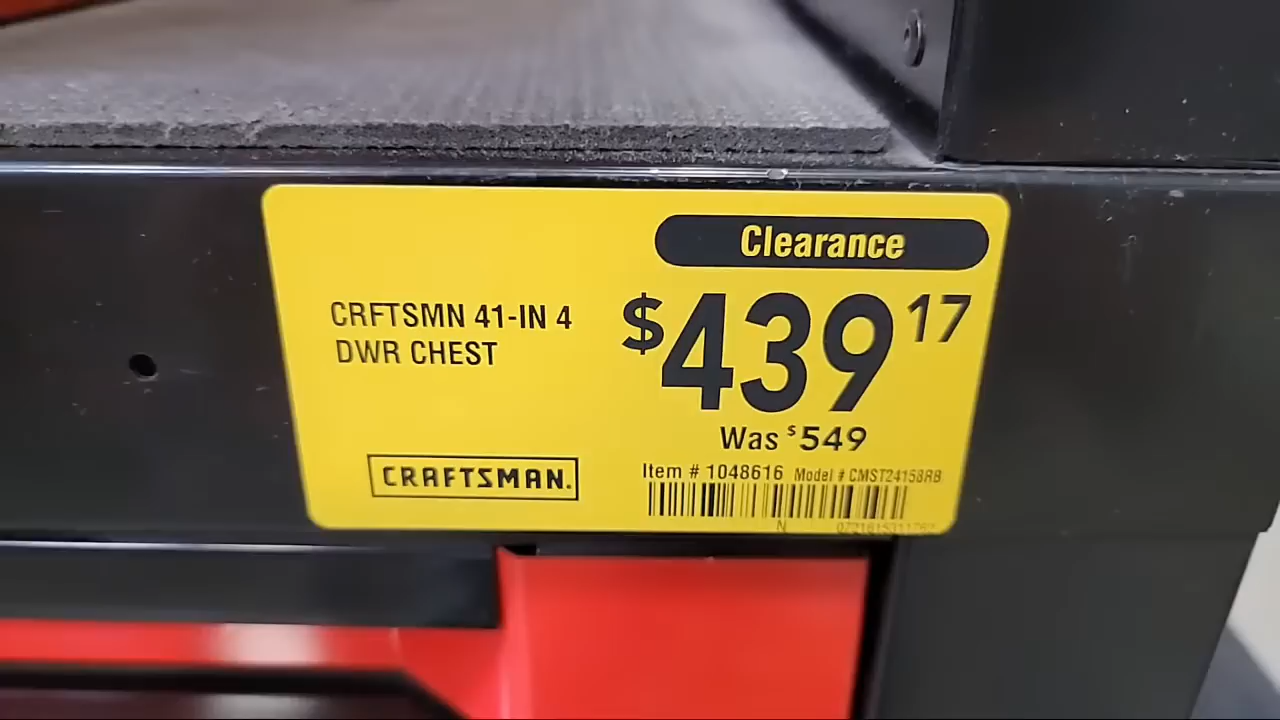 Clearance
CRFTSMN 41-IN 4
DWR CHEST
$439 17
Was $549
CRAFTSMAN.
Item # 1048616 Model # CMST24158RB
N